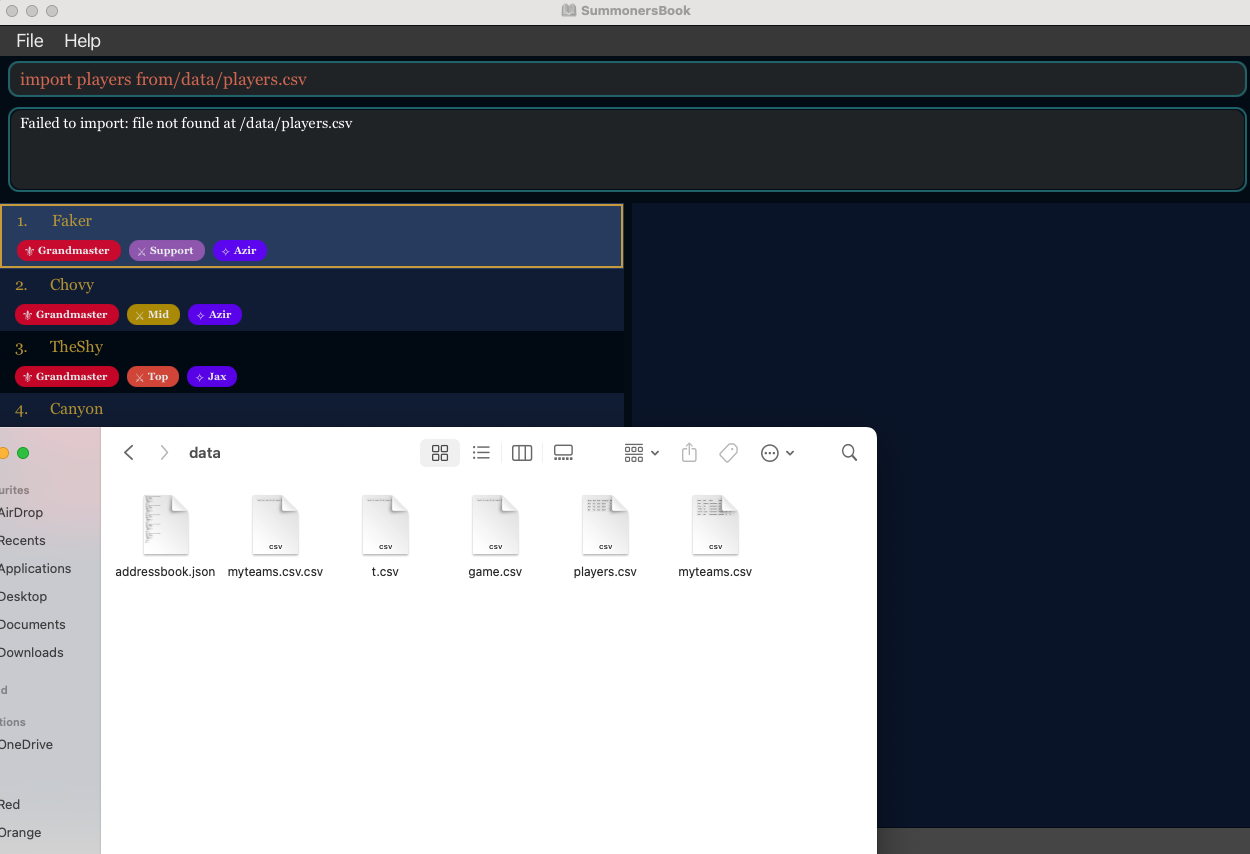 SummonersBook
File Help
import players from/data/players.csv
Failed to import: file not found at /data/players.csv
1. Faker
Grandmaster Support Azir
2. Chovy
Grandmaster Mid Azir
3. TheShy
Grandmaster Top Jax
4. Canyon
data
urites
AirDrop
Recents
Applications
Desktop
Documents
Downloads
d
tions
OneDrive
Red
Orange
csv csv csv csv csv
addressbook.json myteams.csv.csv t.csv game.csv players.csv myteams.csv